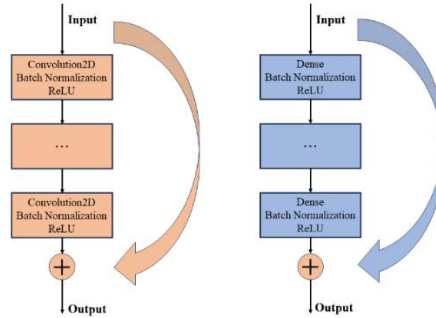 Input
Convolution2D
Batch Normalization
ReLU
...
Convolution2D
Batch Normalization
ReLU
+
Output
Input
Dense
Batch Normalization
ReLU
...
Dense
Batch Normalization
ReLU
+
Output